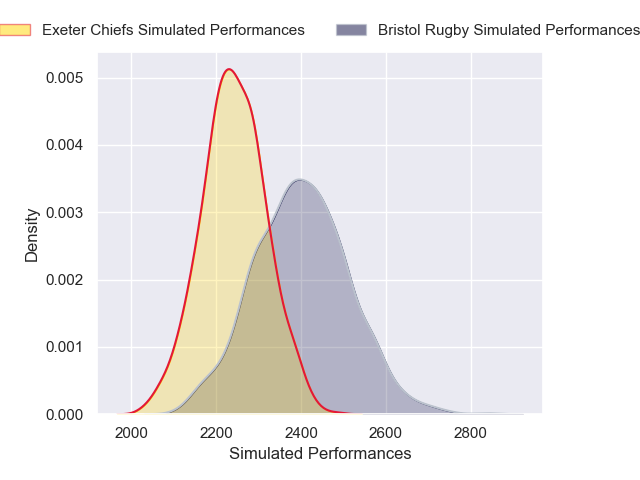 Exeter Chiefs Simulated Performances
Bristol Rugby Simulated Performances
0.005
0.004
0.003
0.002
0.001
0.000
Density
2000
2200
2400
2600
2800
Simulated Performances